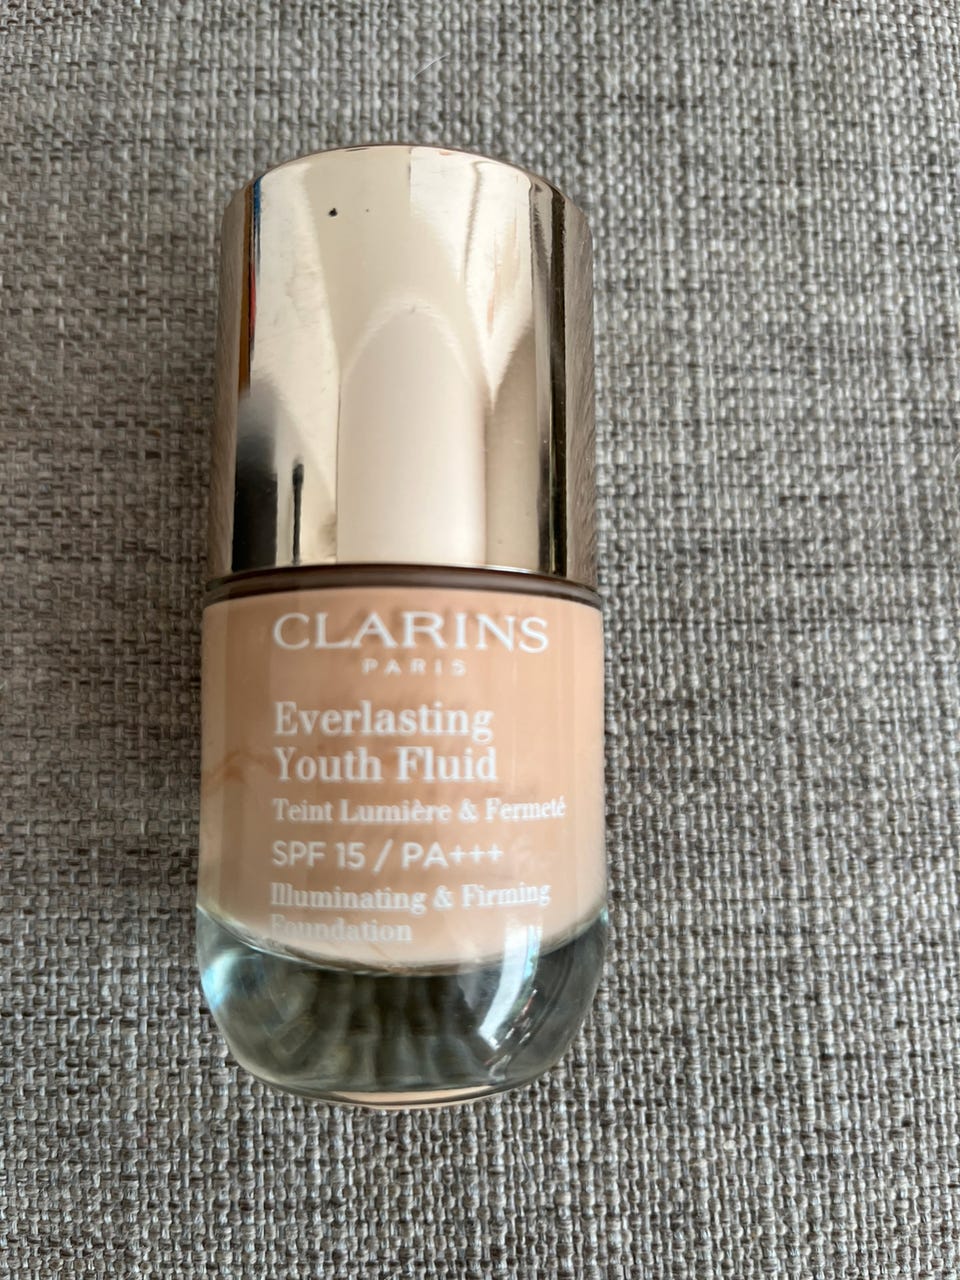 CLARINS
PARIS
Everlasting
Youth Fluid
Teint Lumière & Fermeté
SPF 15 / PA+++
Illuminating & Firming
Foundation